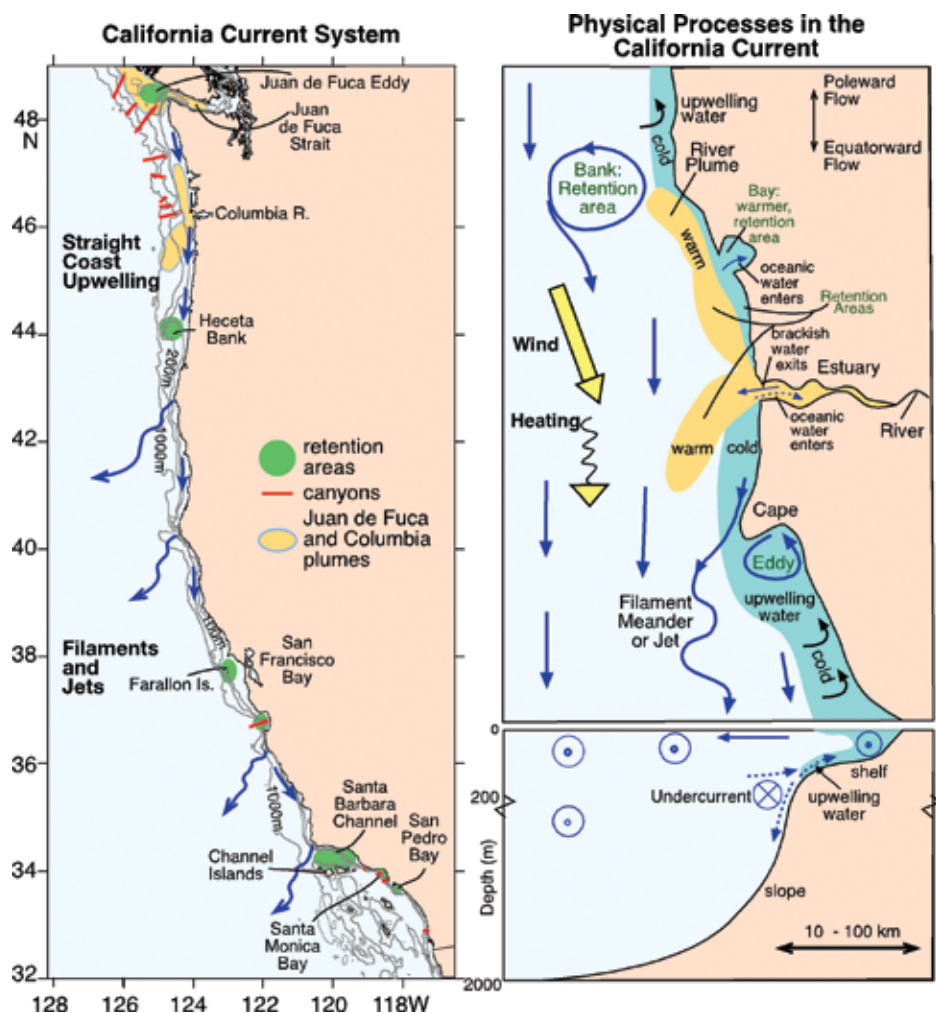 California Current System
Juan de Fuca Eddy
Juan
de Fuca
Strait
Columbia R.
Straight
Coast
Upwelling
Heceta
Bank
200m
1000m
retention
areas
canyons
Juan de Fuca
and Columbia
plumes
100m
San
Francisco
Bay
Filaments
and
Jets
Farallon Is.
1000m
Santa
Barbara
Channel
San
Pedro
Bay
Channel
Islands
Santa
Monica
Bay
48
N
46
44
42
40
38
36
34
32
128
126
124
122
120
118W
Physical Processes in the
California Current
Poleward
Flow
Equatorward
Flow
upwelling
water
cold
River
Plume
Bank:
Retention
area
Bay:
warmer,
retention
area
warm
oceanic
water
enters
Retention
Areas
Wind
brackish
water
exits
Estuary
Heating
oceanic
water
enters
River
warm
cold
Cape
Eddy
Filament
Meander
or Jet
upwelling
water
cold
0
shelf
200
Undercurrent
upwelling
water
Depth (m)
slope
10 - 100 km
2000